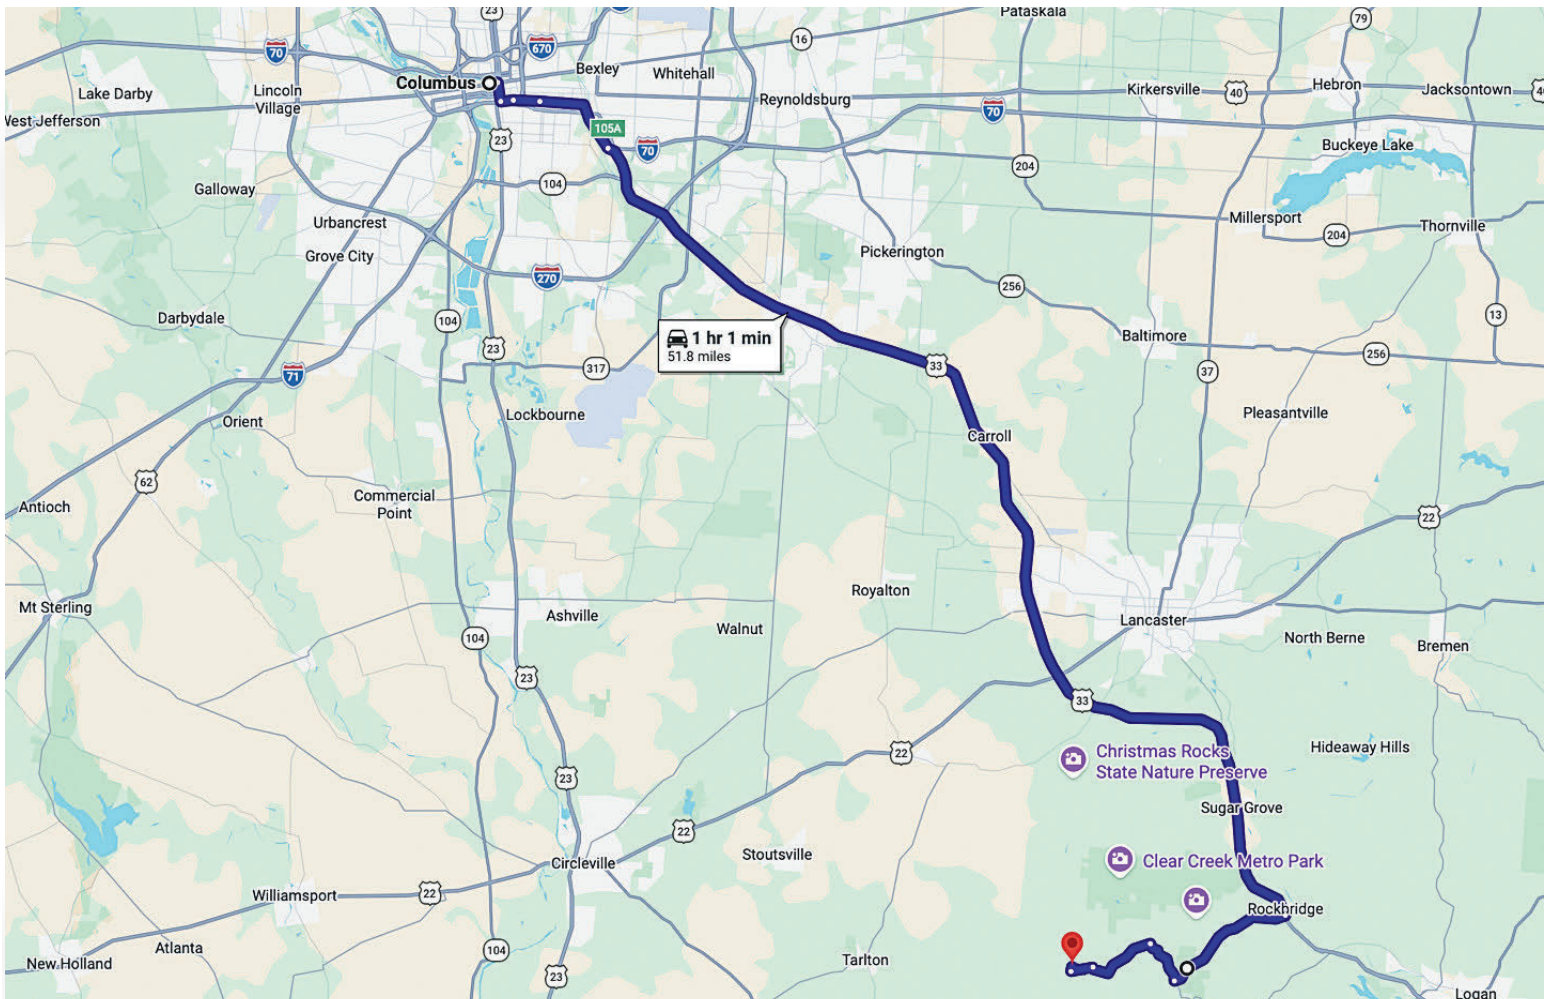 23
Pataskala
79
70
670
16
Bexley
Whitehall
Columbus
Lake Darby
Lincoln
Village
Reynoldsburg
Kirkersville
40
Hebron
Jacksontown
West Jefferson
70
105A
23
70
Buckeye Lake
204
Galloway
104
Urbancrest
Millersport
Thornville
204
Grove City
Pickerington
270
256
Darbydale
104
13
1 hr 1 min
51.8 miles
Baltimore
23
256
71
317
33
37
Lockbourne
Pleasantville
Orient
Carroll
62
Commercial
Point
Antioch
22
Royalton
Mt Sterling
Ashville
Walnut
Lancaster
104
North Berne
Bremen
23
33
22
Christmas Rocks
State Nature Preserve
Hideaway Hills
23
Sugar Grove
22
Circleville
Stoutsville
Clear Creek Metro Park
Williamsport
22
Rockbridge
Atlanta
104
New Holland
Tarlton
23
Logan